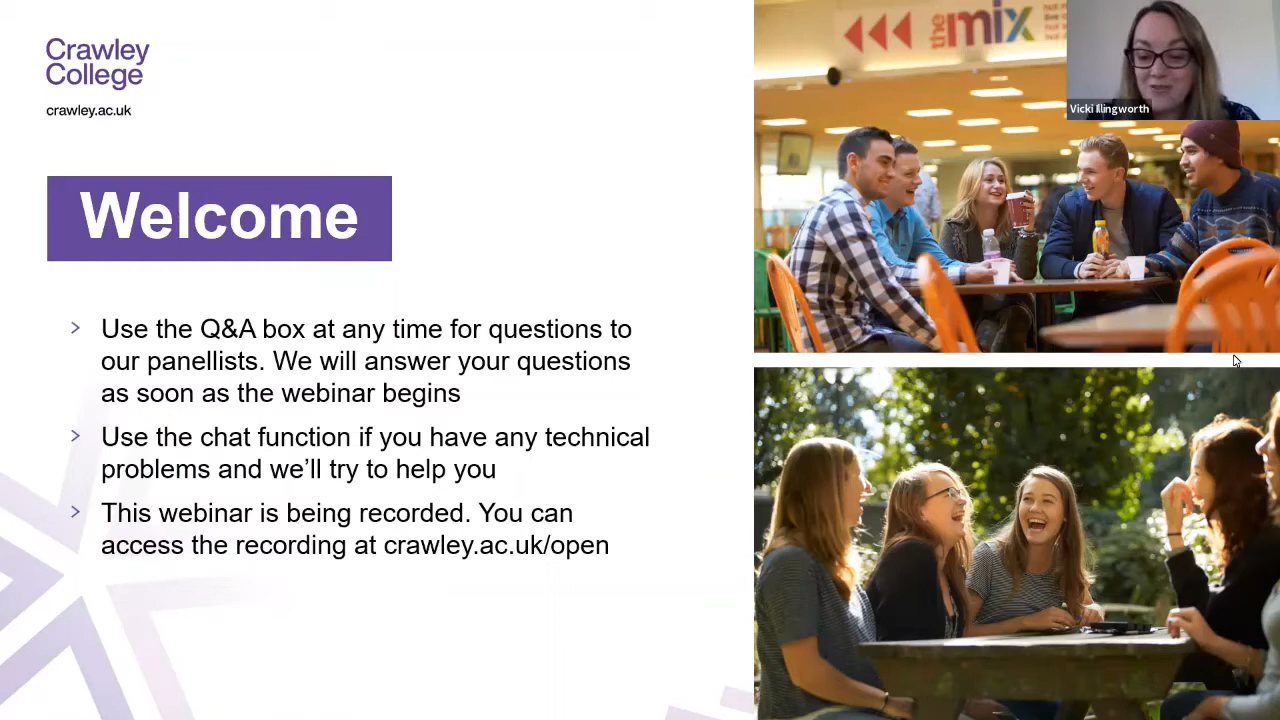 Crawley
College
crawley.ac.uk
Welcome
> Use the Q&A box at any time for questions to
our panellists. We will answer your questions
as soon as the webinar begins
> Use the chat function if you have any technical
problems and we’ll try to help you
> This webinar is being recorded. You can
access the recording at crawley.ac.uk/open
the mix
Vicki Illingworth